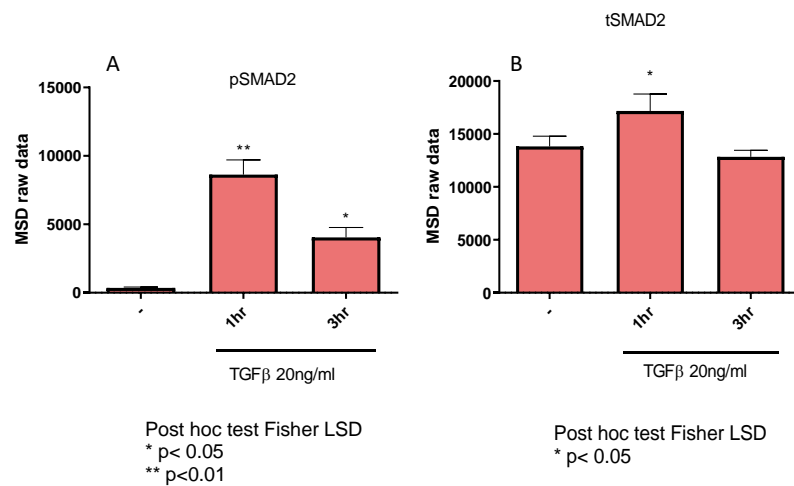 A
pSMAD2
MSD raw data
15000
10000
5000
0
**
*
-
1hr
3hr
TGFβ 20ng/ml
Post hoc test Fisher LSD
* p< 0.05
** p<0.01
tSMAD2
B
MSD raw data
20000
15000
10000
5000
0
*
-
1hr
3hr
TGFβ 20ng/ml
Post hoc test Fisher LSD
* p< 0.05